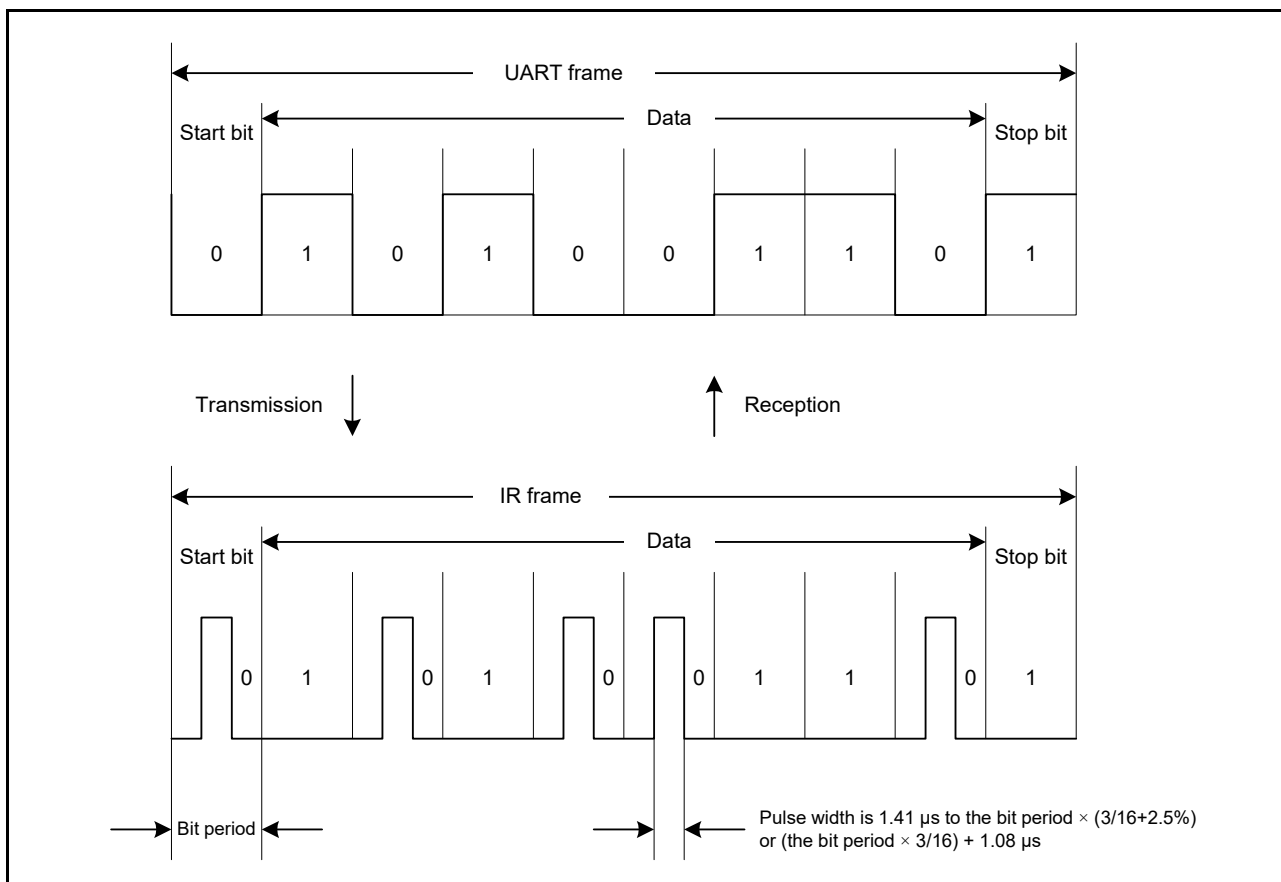 UART frame
Start bit
Data
Stop bit
0 1 0 1 0 0 1 1 0 1
Transmission
Reception
IR frame
Start bit
Data
Stop bit
0 1 0 1 0 0 1 1 0 1
Bit period
Pulse width is 1.41 µs to the bit period × (3/16+2.5%)
or (the bit period × 3/16) + 1.08 µs